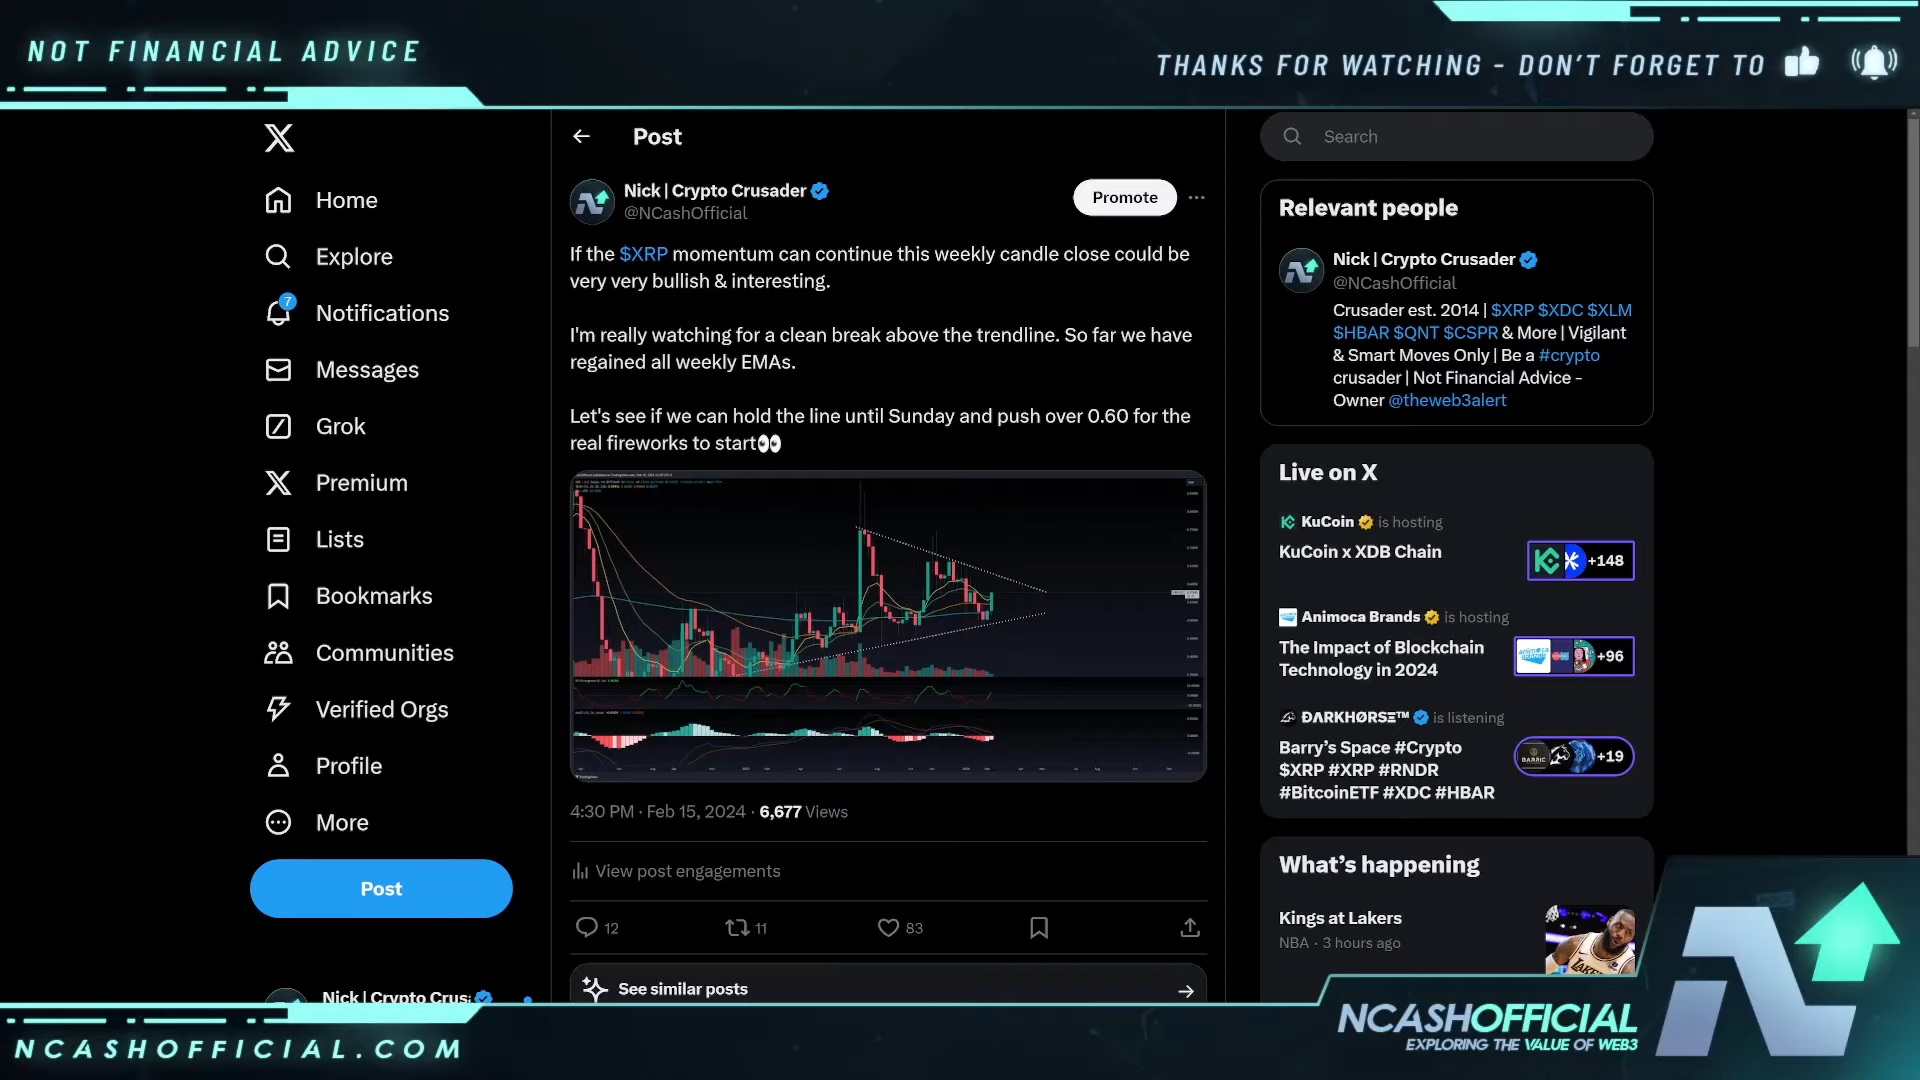 NOT FINANCIAL ADVICE
THANKS FOR WATCHING - DON'T FORGET TO
Home
Explore
7
Notifications
Messages
Grok
Premium
Lists
Bookmarks
Communities
Verified Orgs
Profile
More
Post
Nick | Crypto Crus
Post
Nick | Crypto Crusader
@NCashOfficial
Promote
If the $XRP momentum can continue this weekly candle close could be
very very bullish & interesting.
I'm really watching for a clean break above the trendline. So far we have
regained all weekly EMAs.
Let's see if we can hold the line until Sunday and push over 0.60 for the
real fireworks to start👀
4:30 PM · Feb 15, 2024 · 6,677 Views
View post engagements
12
11
83
See similar posts
Search
Relevant people
Nick | Crypto Crusader
@NCashOfficial
Crusader est. 2014 | $XRP $XDC $XLM
$HBAR $QNT $CSPR & More | Vigilant
& Smart Moves Only | Be a #crypto
crusader | Not Financial Advice -
Owner @theweb3alert
Live on X
KuCoin is hosting
KuCoin x XDB Chain
+148
Animoca Brands is hosting
The Impact of Blockchain
Technology in 2024
+96
ÐΛRKHØRSΞ™ is listening
Barry’s Space #Crypto
$XRP #XRP #RNDR
#BitcoinETF #XDC #HBAR
BARRIC
+19
What’s happening
Kings at Lakers
NBA · 3 hours ago
NCASHOFFICIAL.COM
NCASHOFFICIAL
EXPLORING THE VALUE OF WEB3